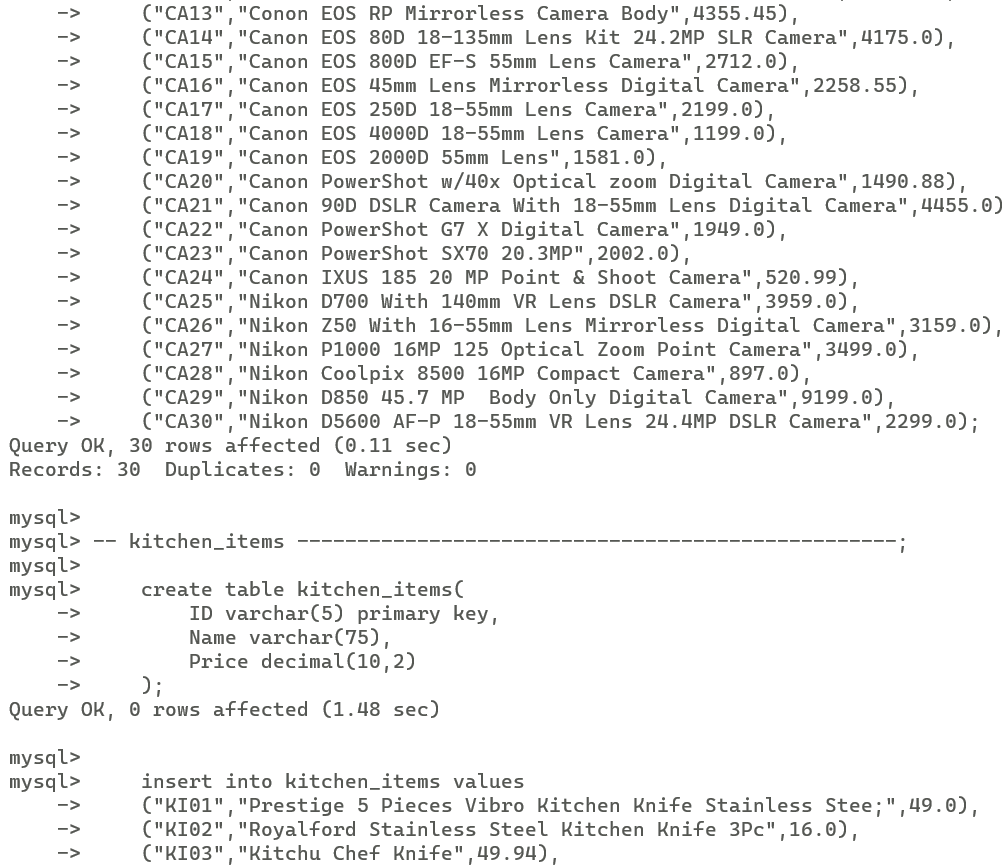 ->     ("CA13","Conon EOS RP Mirrorless Camera Body",4355.45),
    ->     ("CA14","Canon EOS 80D 18-135mm Lens Kit 24.2MP SLR Camera",4175.0),
    ->     ("CA15","Canon EOS 800D EF-S 55mm Lens Camera",2712.0),
    ->     ("CA16","Canon EOS 45mm Lens Mirrorless Digital Camera",2258.55),
    ->     ("CA17","Canon EOS 250D 18-55mm Lens Camera",2199.0),
    ->     ("CA18","Canon EOS 4000D 18-55mm Lens Camera",1199.0),
    ->     ("CA19","Canon EOS 2000D 55mm Lens",1581.0),
    ->     ("CA20","Canon PowerShot w/40x Optical zoom Digital Camera",1490.88),
    ->     ("CA21","Canon 90D DSLR Camera With 18-55mm Lens Digital Camera",4455.0)
    ->     ("CA22","Canon PowerShot G7 X Digital Camera",1949.0),
    ->     ("CA23","Canon PowerShot SX70 20.3MP",2002.0),
    ->     ("CA24","Canon IXUS 185 20 MP Point & Shoot Camera",520.99),
    ->     ("CA25","Nikon D700 With 140mm VR Lens DSLR Camera",3959.0),
    ->     ("CA26","Nikon Z50 With 16-55mm Lens Mirrorless Digital Camera",3159.0),
    ->     ("CA27","Nikon P1000 16MP 125 Optical Zoom Point Camera",3499.0),
    ->     ("CA28","Nikon Coolpix 8500 16MP Compact Camera",897.0),
    ->     ("CA29","Nikon D850 45.7 MP  Body Only Digital Camera",9199.0),
    ->     ("CA30","Nikon D5600 AF-P 18-55mm VR Lens 24.4MP DSLR Camera",2299.0);
Query OK, 30 rows affected (0.11 sec)
Records: 30  Duplicates: 0  Warnings: 0

mysql>
mysql> -- kitchen_items --------------------------------------------------;
mysql>
mysql>     create table kitchen_items(
    ->         ID varchar(5) primary key,
    ->         Name varchar(75),
    ->         Price decimal(10,2)
    ->     );
Query OK, 0 rows affected (1.48 sec)

mysql>
mysql>     insert into kitchen_items values
    ->     ("KI01","Prestige 5 Pieces Vibro Kitchen Knife Stainless Stee;",49.0),
    ->     ("KI02","Royalford Stainless Steel Kitchen Knife 3Pc",16.0),
    ->     ("KI03","Kitchu Chef Knife",49.94),